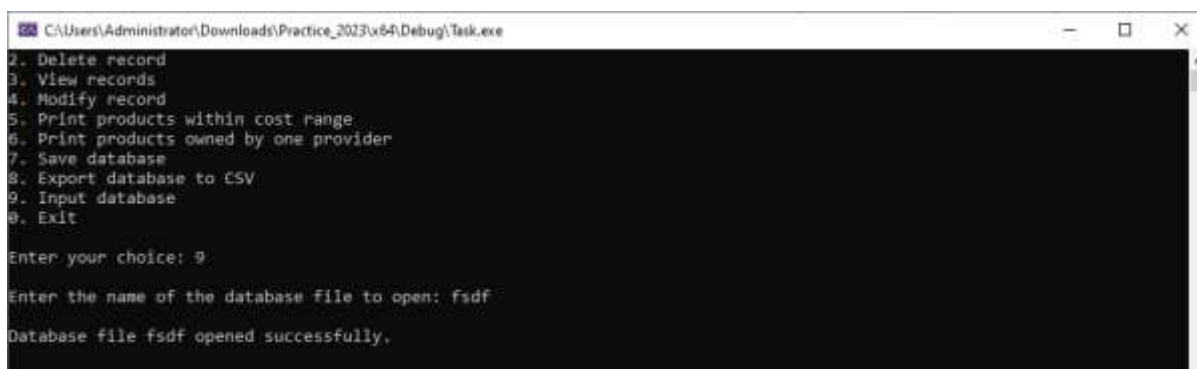 C:\Users\Administrator\Downloads\Practice_2023\x64\Debug\Task.exe
2. Delete record
3. View records
4. Modify record
5. Print products within cost range
6. Print products owned by one provider
7. Save database
8. Export database to CSV
9. Input database
0. Exit
Enter your choice: 9
Enter the name of the database file to open: fsdf
Database file fsdf opened successfully.